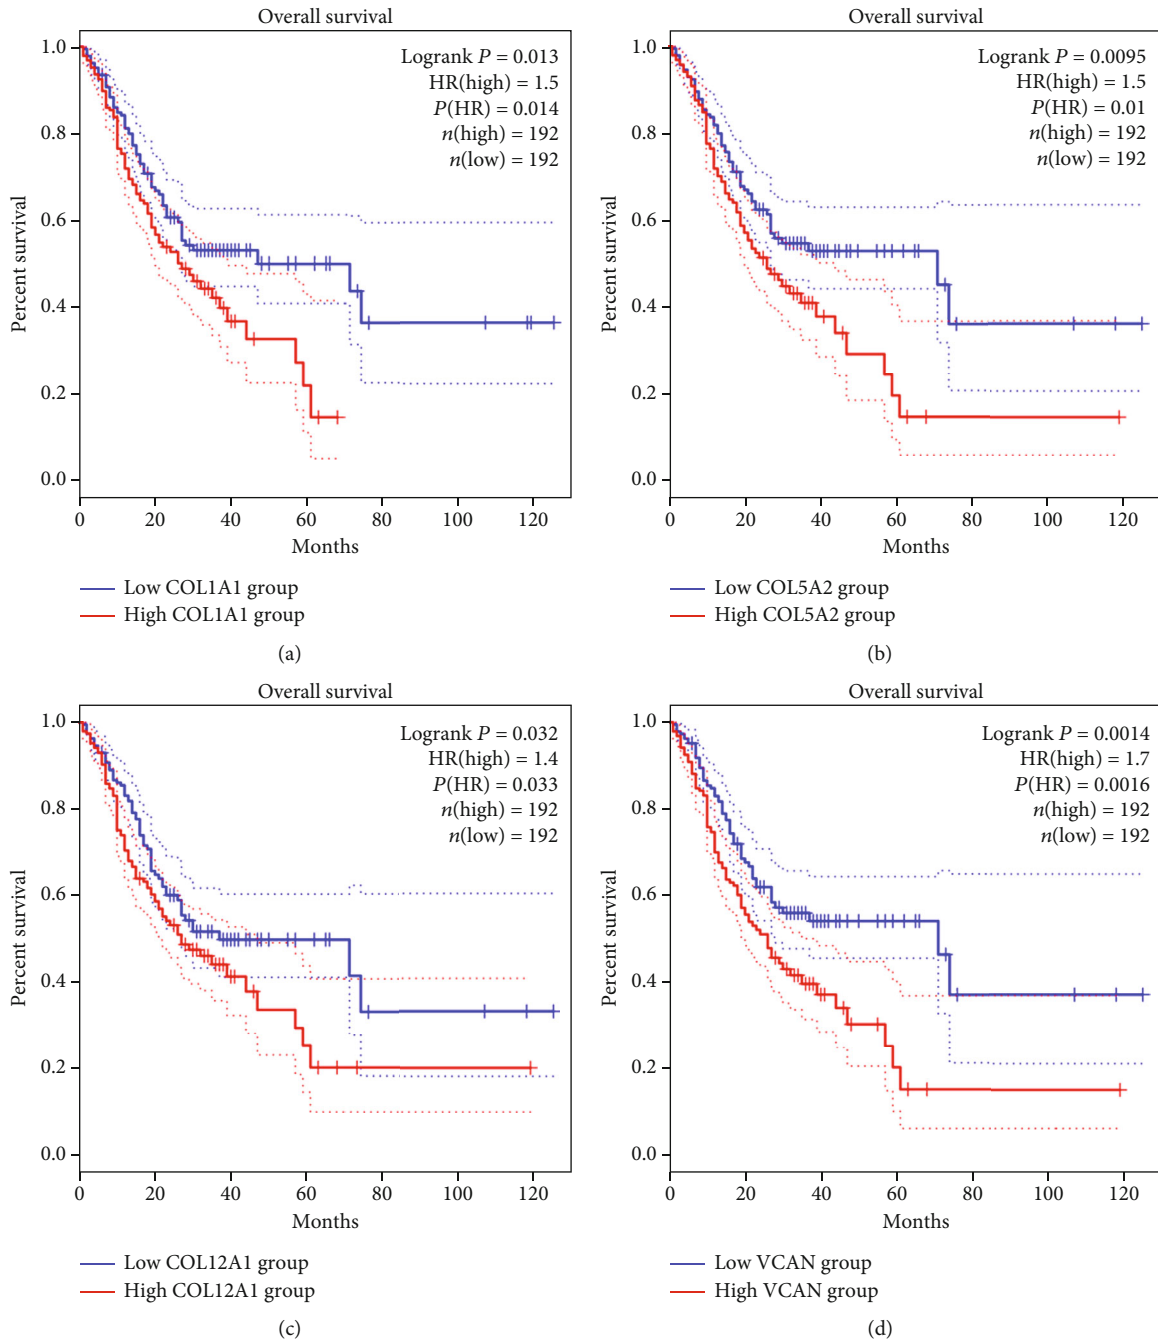 Overall survival
Logrank P = 0.013
HR(high) = 1.5
P(HR) = 0.014
n(high) = 192
n(low) = 192
Percent survival
1.0
0.8
0.6
0.4
0.2
0.0
0 20 40 60 80 100 120
Months
Low COL1A1 group
High COL1A1 group
(a)
Overall survival
Logrank P = 0.0095
HR(high) = 1.5
P(HR) = 0.01
n(high) = 192
n(low) = 192
Percent survival
1.0
0.8
0.6
0.4
0.2
0.0
0 20 40 60 80 100 120
Months
Low COL5A2 group
High COL5A2 group
(b)
Overall survival
Logrank P = 0.032
HR(high) = 1.4
P(HR) = 0.033
n(high) = 192
n(low) = 192
Percent survival
1.0
0.8
0.6
0.4
0.2
0.0
0 20 40 60 80 100 120
Months
Low COL12A1 group
High COL12A1 group
(c)
Overall survival
Logrank P = 0.0014
HR(high) = 1.7
P(HR) = 0.0016
n(high) = 192
n(low) = 192
Percent survival
1.0
0.8
0.6
0.4
0.2
0.0
0 20 40 60 80 100 120
Months
Low VCAN group
High VCAN group
(d)